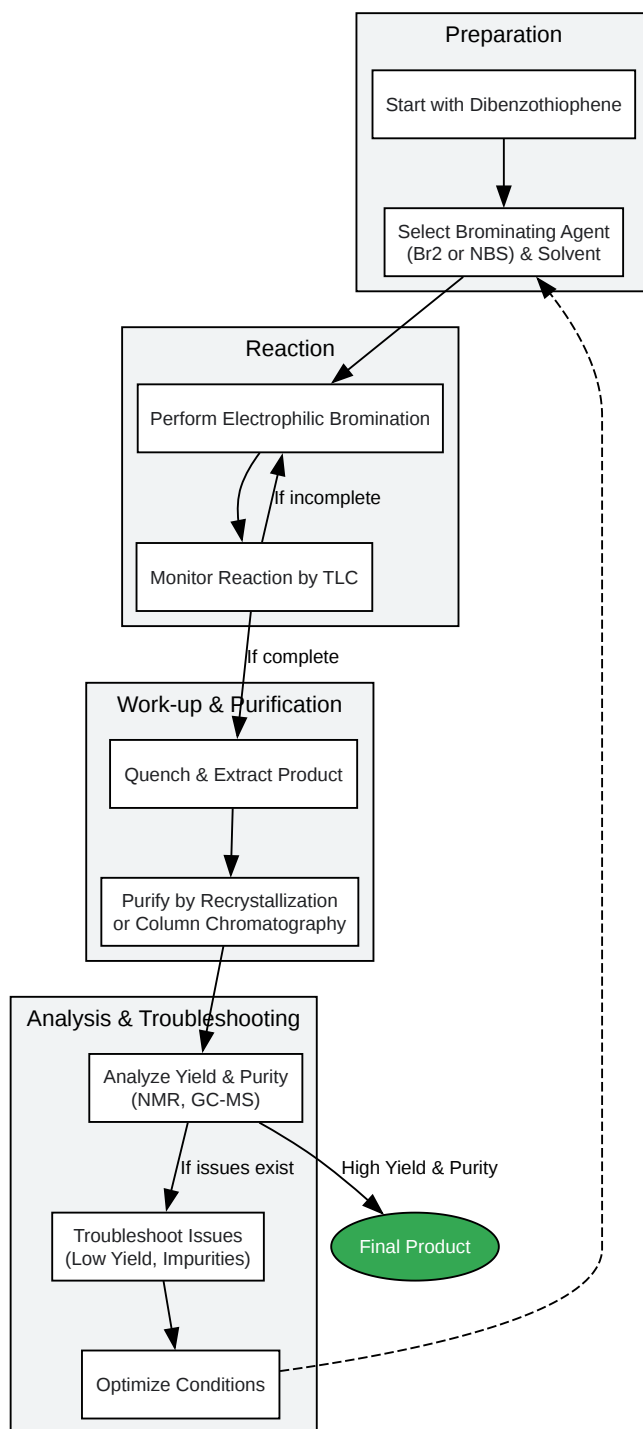 Preparation
Start with Dibenzothiophene
Select Brominating Agent
(Br2 or NBS) & Solvent
Reaction
Perform Electrophilic Bromination
If incomplete
Monitor Reaction by TLC
If complete
Work-up & Purification
Quench & Extract Product
Purify by Recrystallization
or Column Chromatography
Analysis & Troubleshooting
Analyze Yield & Purity
(NMR, GC-MS)
If issues exist
High Yield & Purity
Troubleshoot Issues
(Low Yield, Impurities)
Final Product
Optimize Conditions